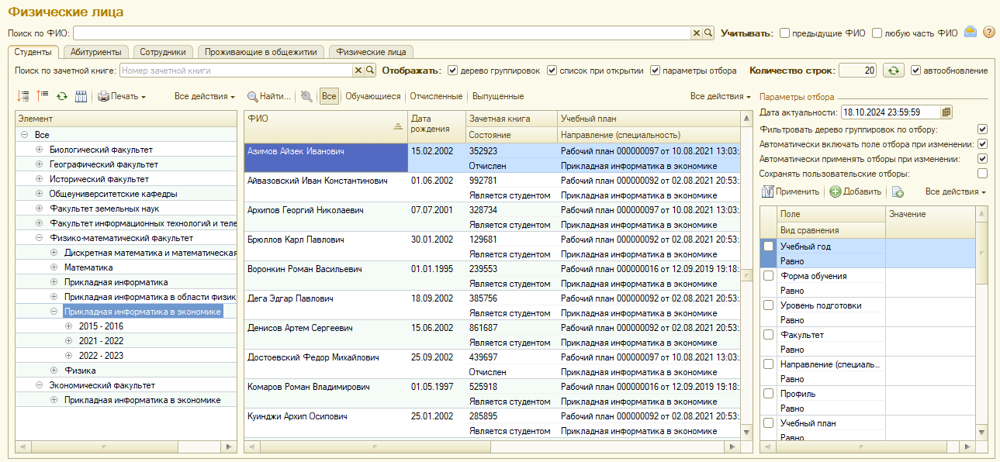 Физические лица
Поиск по ФИО: Учитывать: предыдущие ФИО любую часть ФИО
Студенты Абитуриенты Сотрудники Проживающие в общежитии Физические лица
Поиск по зачетной книге: Номер зачетной книги Отображать: дерево группировок список при открытии параметры отбора Количество строк: 20 автообновление
Печать Все действия Найти... Все Обучающиеся Отчисленные Выпущенные Все действия
Элемент
Все
Биологический факультет
Географический факультет
Исторический факультет
Общеуниверситетские кафедры
Факультет земельных наук
Факультет информационных технологий и теле
Физико-математический факультет
Дискретная математика и математическая
Математика
Прикладная информатика
Прикладная информатика в области физик
Прикладная информатика в экономике
2015 - 2016
2021 - 2022
2022 - 2023
Физика
Экономический факультет
Прикладная информатика в экономике
ФИО Дата рождения Зачетная книга Учебный план
Состояние Направление (специальность)
Азимов Айзек Иванович 15.02.2002 352923 Рабочий план 000000097 от 10.08.2021 13:03:
Отчислен Прикладная информатика в экономике
Айвазовский Иван Константинович 01.06.2002 992781 Рабочий план 000000092 от 02.08.2021 20:53:
Является студентом Прикладная информатика в экономике
Архипов Георгий Николаевич 07.07.2001 328734 Рабочий план 000000097 от 10.08.2021 13:03:
Является студентом Прикладная информатика в экономике
Брюллов Карл Павлович 30.01.2002 129681 Рабочий план 000000092 от 02.08.2021 20:53:
Является студентом Прикладная информатика в экономике
Воронкин Роман Васильевич 01.01.1995 239553 Рабочий план 000000016 от 12.09.2019 19:18:
Является студентом Прикладная информатика в экономике
Дега Эдгар Павлович 18.09.2002 385756 Рабочий план 000000092 от 02.08.2021 20:53:
Является студентом Прикладная информатика в экономике
Денисов Артем Сергеевич 15.06.2002 861687 Рабочий план 000000092 от 02.08.2021 20:53:
Является студентом Прикладная информатика в экономике
Достоевский Федор Михайлович 25.09.2002 439697 Рабочий план 000000097 от 10.08.2021 13:03:
Отчислен Прикладная информатика в экономике
Комаров Роман Владимирович 01.05.1997 525918 Рабочий план 000000016 от 12.09.2019 19:18:
Является студентом Прикладная информатика в экономике
Куинджи Архип Осипович 25.01.2002 285895 Рабочий план 000000092 от 02.08.2021 20:53:
Является студентом Прикладная информатика в экономике
Параметры отбора
Дата актуальности: 18.10.2024 23:59:59
Фильтровать дерево группировок по отбору:
Автоматически включать поле отбора при изменении:
Автоматически применять отборы при изменении:
Сохранять пользовательские отборы:
Применить Добавить Все действия
Поле Значение
Вид сравнения
Учебный год
Равно
Форма обучения
Равно
Уровень подготовки
Равно
Факультет
Равно
Направление (специаль...
Равно
Профиль
Равно
Учебный план
Равно